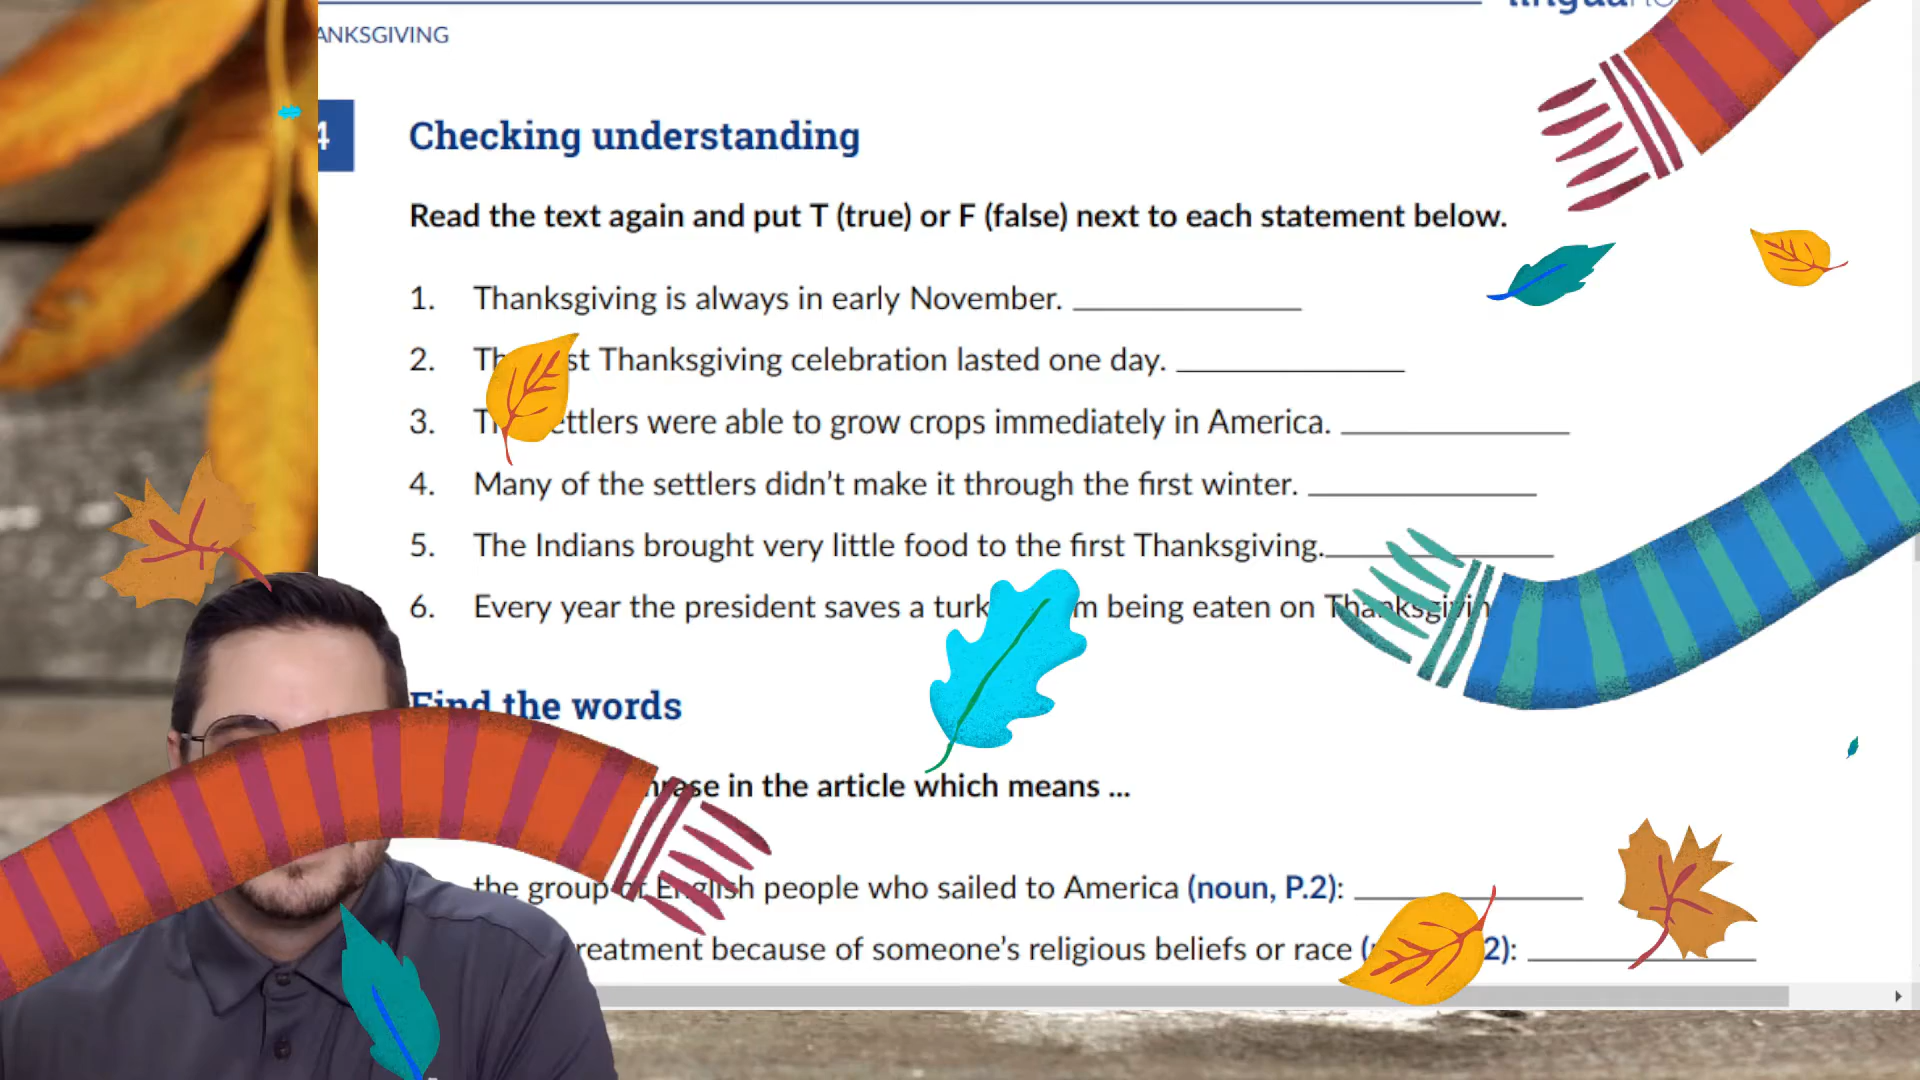 ANKSGIVING
4
Checking understanding
Read the text again and put T (true) or F (false) next to each statement below.
1. Thanksgiving is always in early November.
2. Thanksgiving celebration lasted one day.
3. were able to grow crops immediately in America.
4. Many of the settlers didn't make it through the first winter.
5. The Indians brought very little food to the first Thanksgiving.
6. Every year the president saves a being eaten on
Find the words
in the article which means ...
the group of English people who sailed to America (noun, P.2):
because of someone's religious beliefs or race 2):